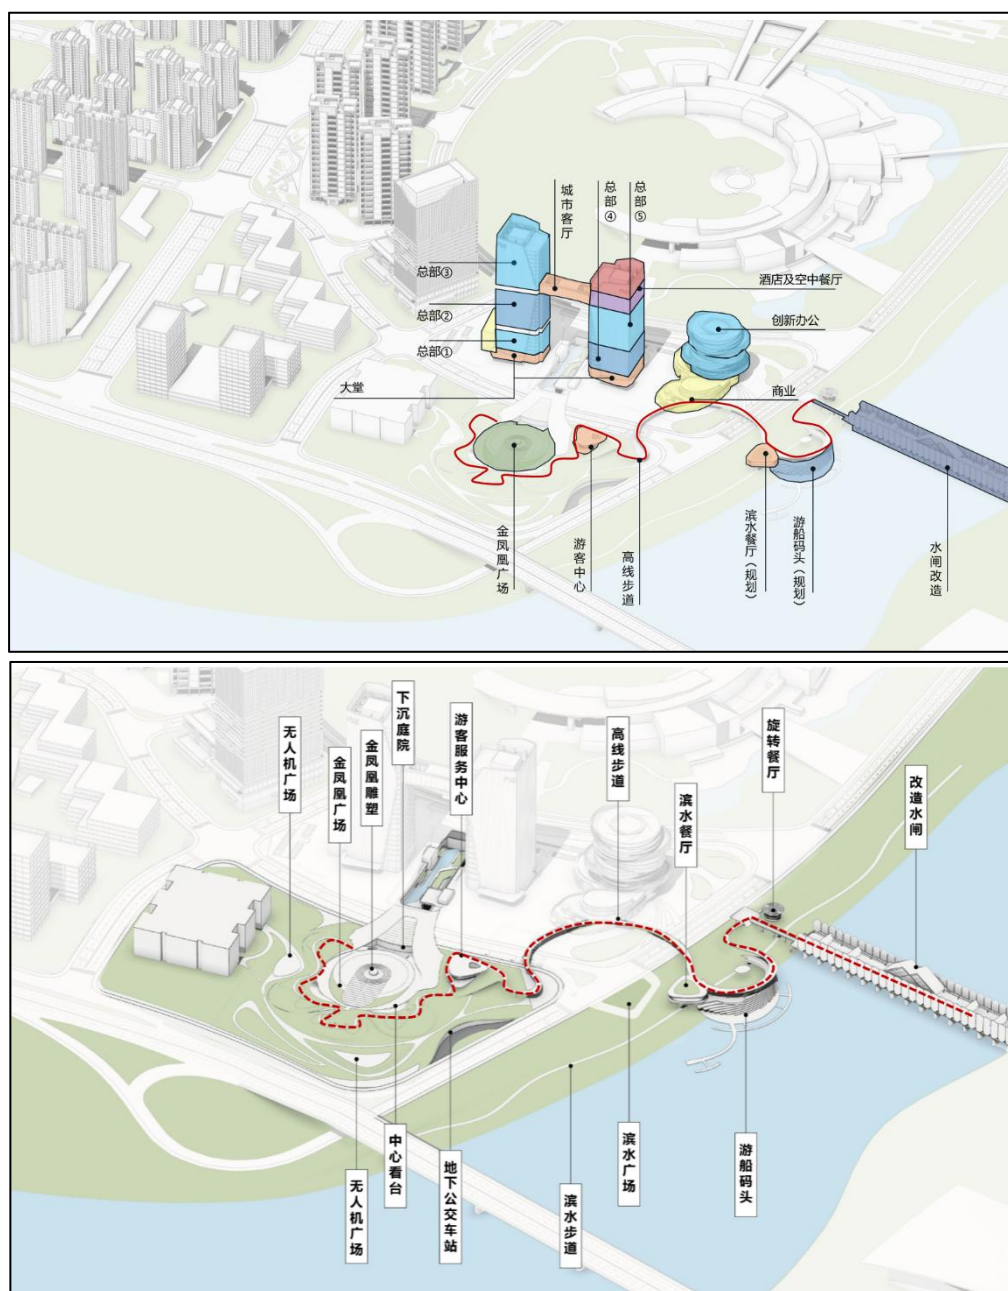 城市客厅
总部④
总部⑤
总部③
酒店及空中餐厅
总部②
创新办公
总部①
大堂
商业
金凤凰广场
游客中心
高线步道
滨水餐厅（规划）
游船码头（规划）
水闸改造
无人机广场
金凤凰广场
金凤凰雕塑
下沉庭院
游客服务中心
高线步道
滨水餐厅
旋转餐厅
改造水闸
无人机广场
中心看台
地下公交车站
滨水步道
滨水广场
游船码头